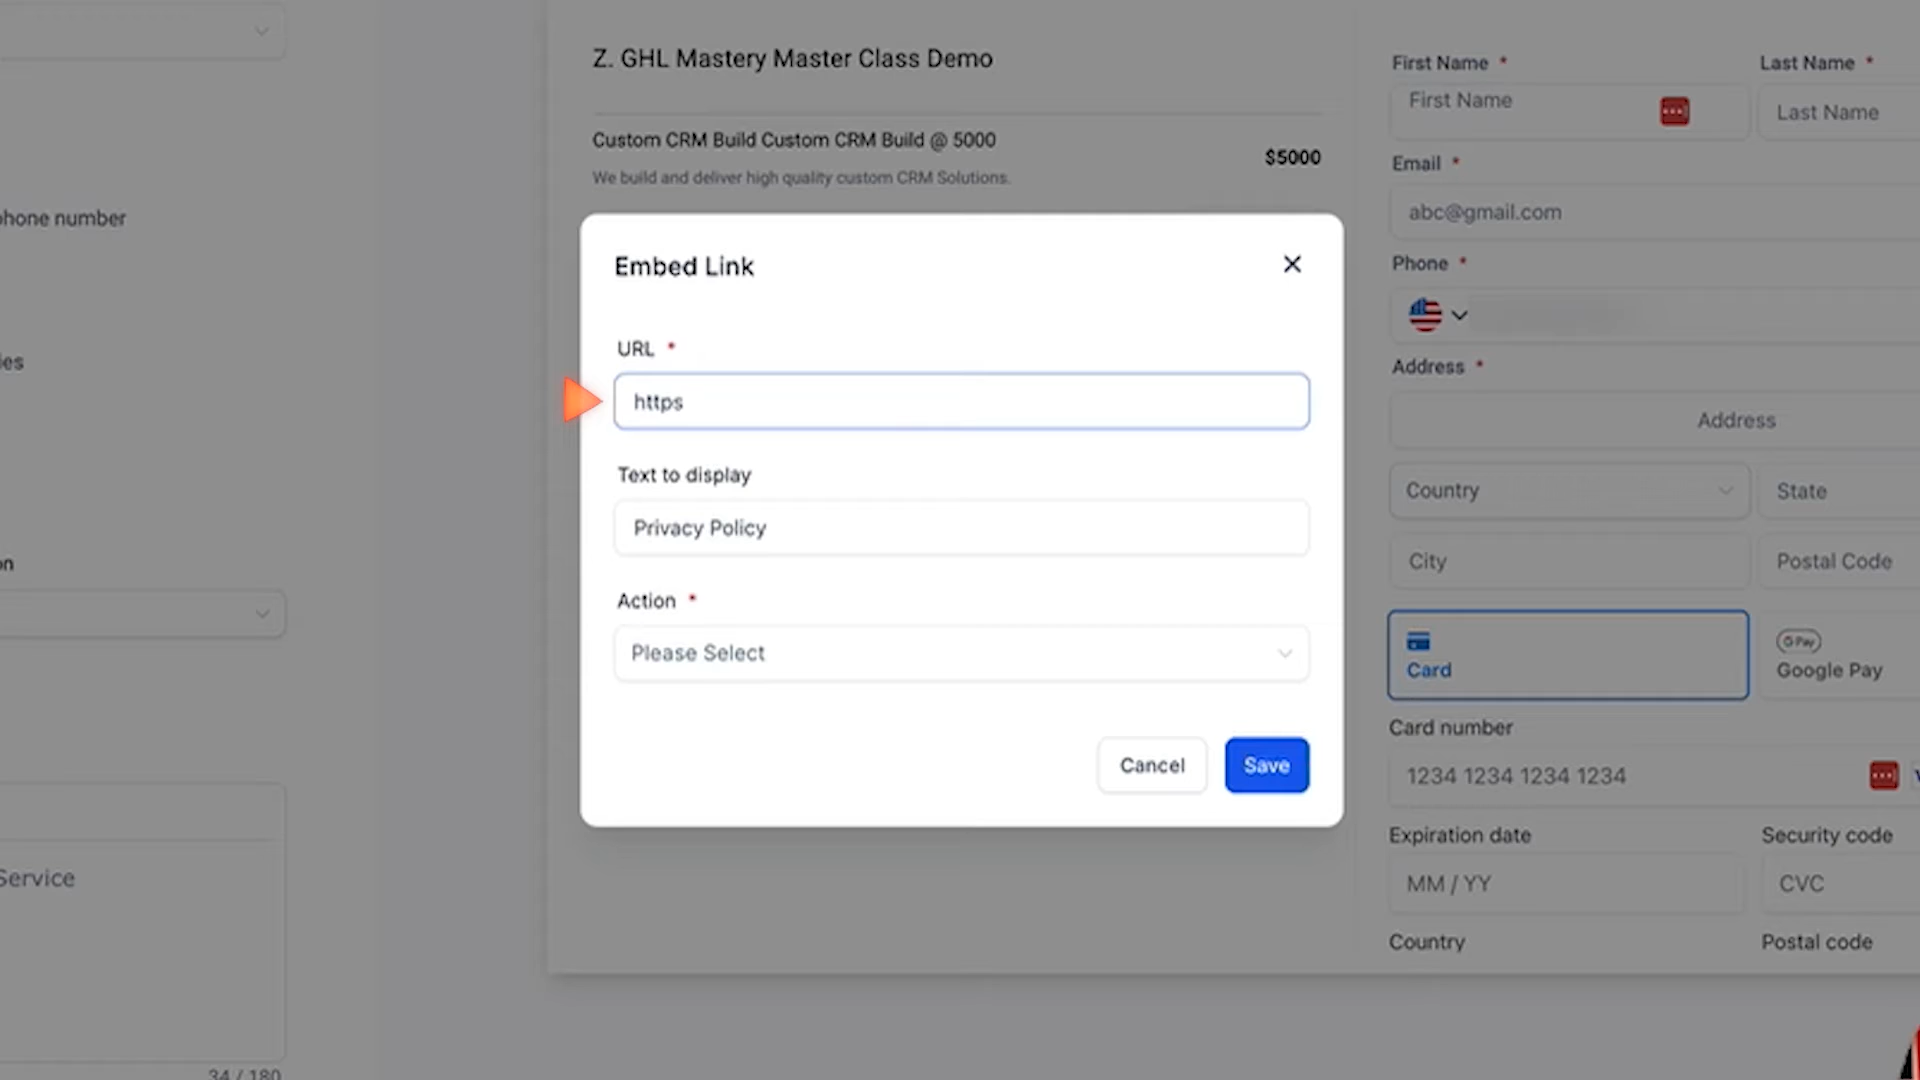 Z. GHL Mastery Master Class Demo
Custom CRM Build Custom CRM Build @ 5000
$5000
We build and deliver high quality custom CRM Solutions.
phone number
Embed Link
URL *
https
Text to display
Privacy Policy
Action *
Please Select
Cancel
Save
Service
34 / 180
First Name *
Last Name *
First Name
Last Name
Email *
abc@gmail.com
Phone *
Address *
Address
Country
State
City
Postal Code
Card
G Pay
Google Pay
Card number
1234 1234 1234 1234
Expiration date
Security code
MM / YY
CVC
Country
Postal code